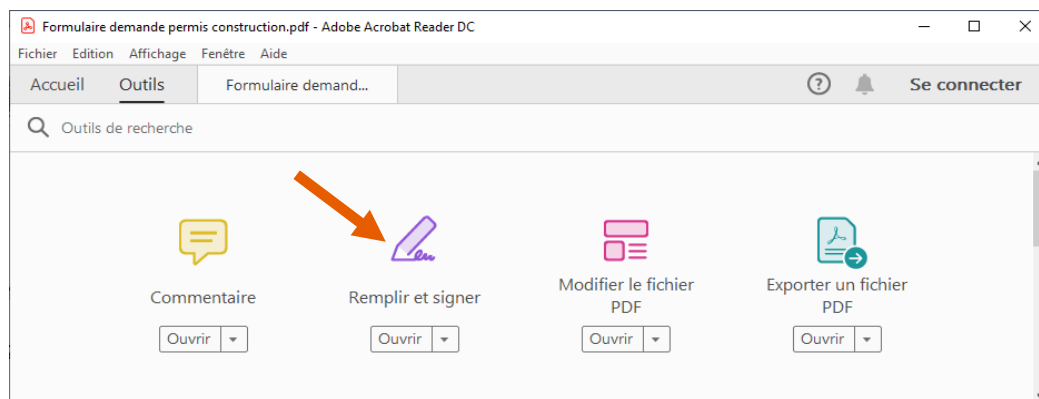 Formulaire demande permis construction.pdf - Adobe Acrobat Reader DC
Fichier Edition Affichage Fenêtre Aide
Accueil Outils Formulaire demand... ? Se connecter
Outils de recherche
Commentaire Remplir et signer Modifier le fichier PDF Exporter un fichier PDF
Ouvrir Ouvrir Ouvrir Ouvrir